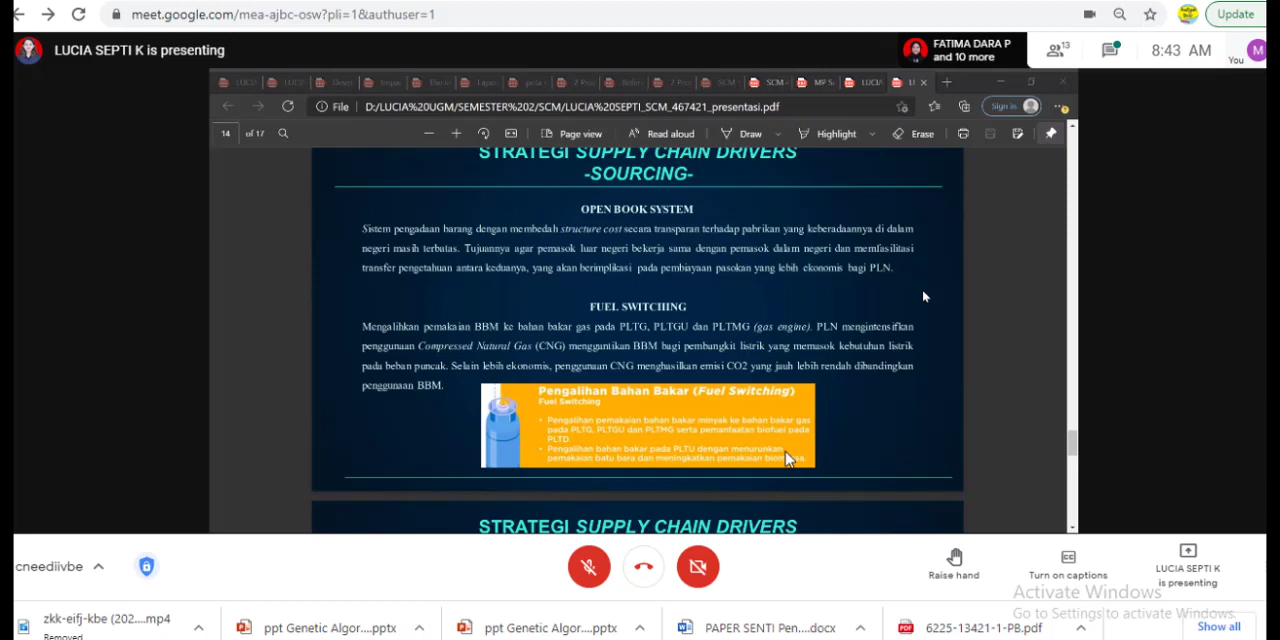 meet.google.com/mea-ajbc-osw?pli=1&authuser=1
Update
LUCIA SEPTI K is presenting
FATIMA DARA P
and 10 more
13
8:43 AM
You
M
File
D:/LUCIA%20UGM/SEMESTER%202/SCM/LUCIA%20SEPTI_SCM_467421_presentasi.pdf
Sign in
14 of 17
Page view
Read aloud
Draw
Highlight
Erase
STRATEGI SUPPLY CHAIN DRIVERS
-SOURCING-
OPEN BOOK SYSTEM
Sistem pengadaan barang dengan membedah structure cost secara transparan terhadap pabrikan yang keberadaannya di dalam
negeri masih terbatas. Tujuannya agar pemasok luar negeri bekerja sama dengan pemasok dalam negeri dan memfasilitasi
transfer pengetahuan antara keduanya, yang akan berimplikasi pada pembiayaan pasokan yang lebih ekonomis bagi PLN.
FUEL SWITCHING
Mengalihkan pemakaian BBM ke bahan bakar gas pada PLTG, PLTGU dan PLTMG (gas engine). PLN mengintensifkan
penggunaan Compressed Natural Gas (CNG) menggantikan BBM bagi pembangkit listrik yang memasok kebutuhan listrik
pada beban puncak. Selain lebih ekonomis, penggunaan CNG menghasilkan emisi CO2 yang jauh lebih rendah dibandingkan
penggunaan BBM.
Pengalihan Bahan Bakar (Fuel Switching)
Fuel Switching
• Pengalihan pemakaian bahan bakar minyak ke bahan bakar gas
pada PLTG, PLTGU dan PLTMG serta pemanfaatan biofuel pada
PLTD.
• Pengalihan bahan bakar pada PLTU dengan menurunkan
pemakaian batu bara dan meningkatkan pemakaian
STRATEGI SUPPLY CHAIN DRIVERS
cneediivbe
Raise hand
Turn on captions
LUCIA SEPTI K
is presenting
Activate Windows
Go to Settings to activate Windows.
zkk-eifj-kbe (202....mp4
Removed
ppt Genetic Algor....pptx
ppt Genetic Algor....pptx
PAPER SENTI Pen....docx
6225-13421-1-PB.pdf
Show all